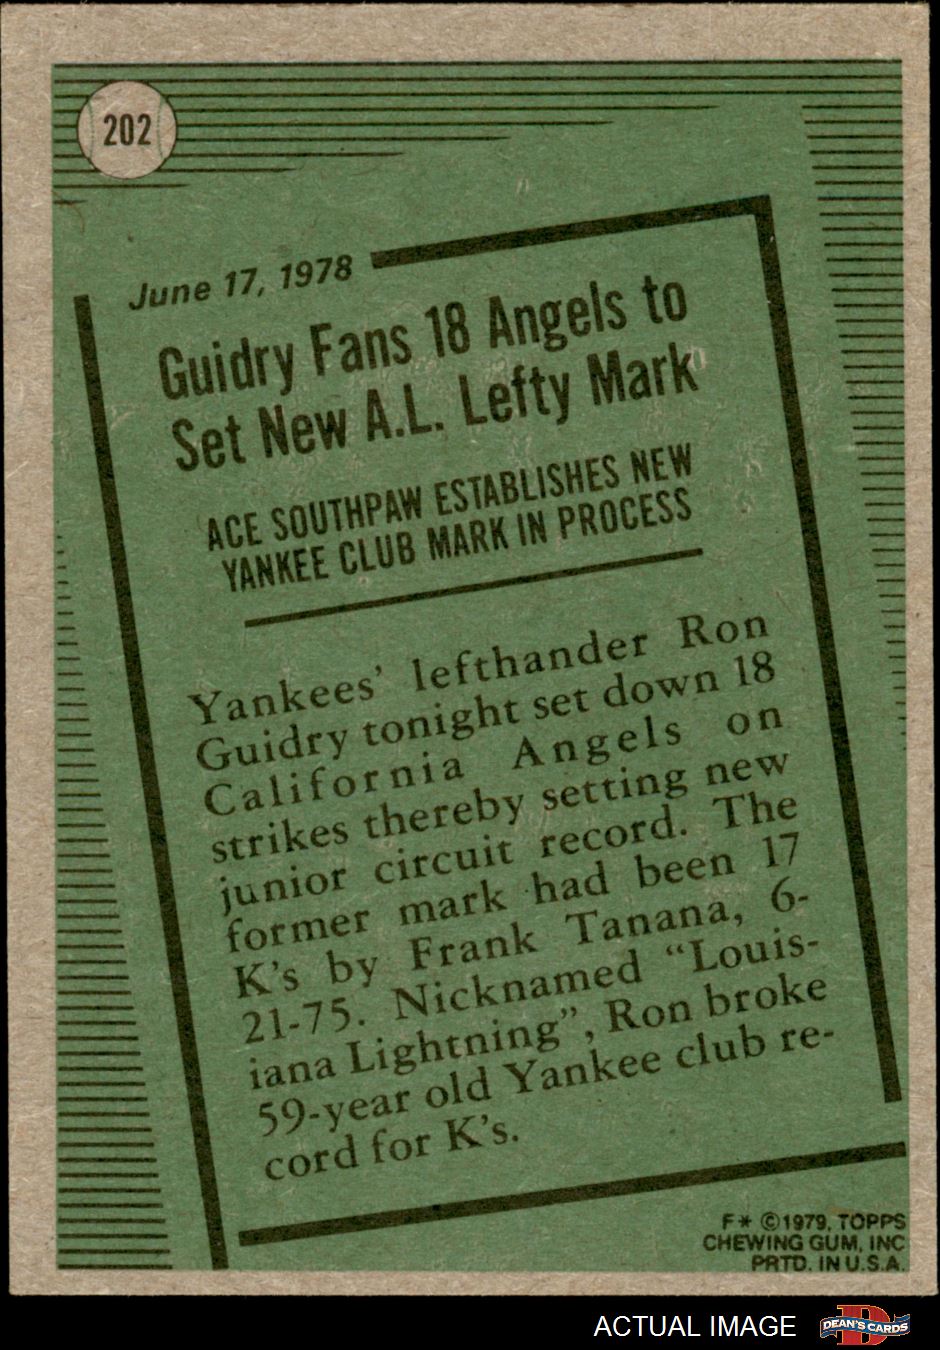 202
June 17, 1978
Guidry Fans 18 Angels to
Set New A.L. Lefty Mark
ACE SOUTHPAW ESTABLISHES NEW
YANKEE CLUB MARK IN PROCESS
Yankees' lefthander Ron
Guidry tonight set down 18
California Angels on
strikes thereby setting new
junior circuit record. The
former mark had been 17
K's by Frank Tanana, 6-
21-75. Nicknamed “Louis-
iana Lightning”, Ron broke
59-year old Yankee club re-
cord for K's.
F* ©1979, TOPPS
CHEWING GUM, INC
PRTD. IN U.S.A.
ACTUAL IMAGE
DEAN'S CARDS